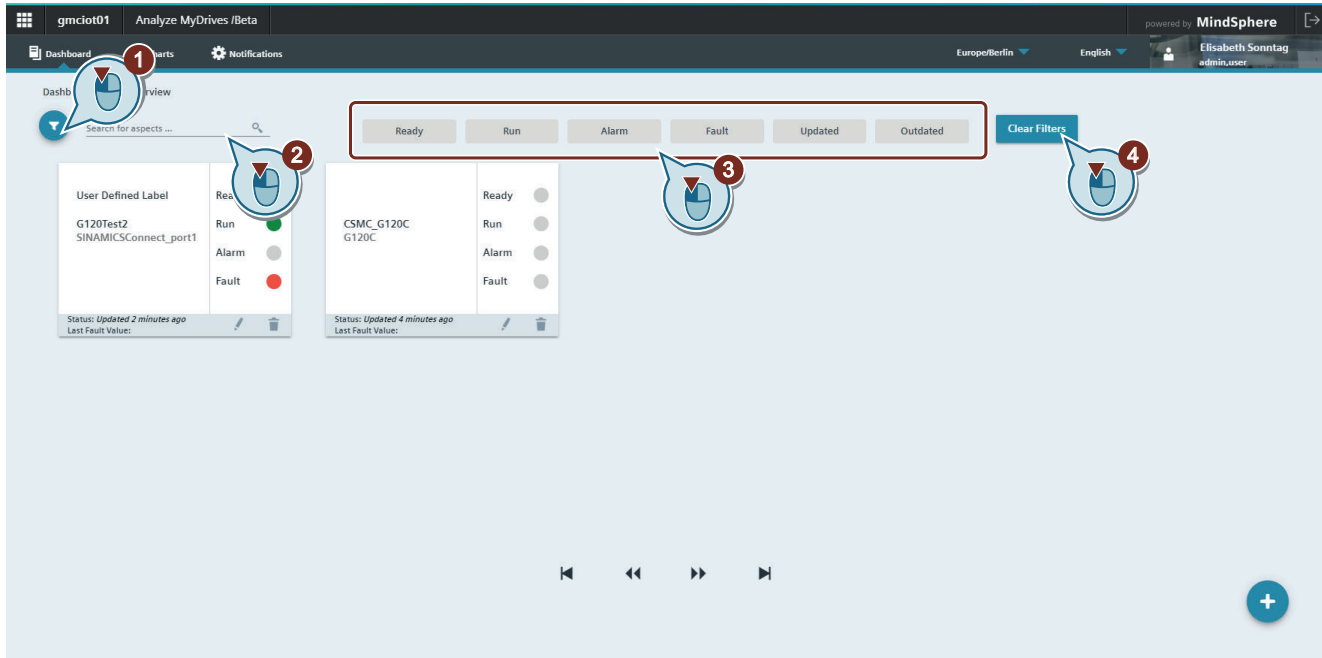 gmciot01 Analyze MyDrives /Beta powered by MindSphere
Dashboard Notifications Europe/Berlin English Elisabeth Sonntag
admin,user
1
Search for aspects ... Ready Run Alarm Fault Updated Outdated Clear Filters
2
3
4
User Defined Label
G120Test2
SINAMICSConnect_port1
Run
Alarm
Fault
Status: Updated 2 minutes ago
Last Fault Value:
CSMC_G120C
G120C
Ready
Run
Alarm
Fault
Status: Updated 4 minutes ago
Last Fault Value: